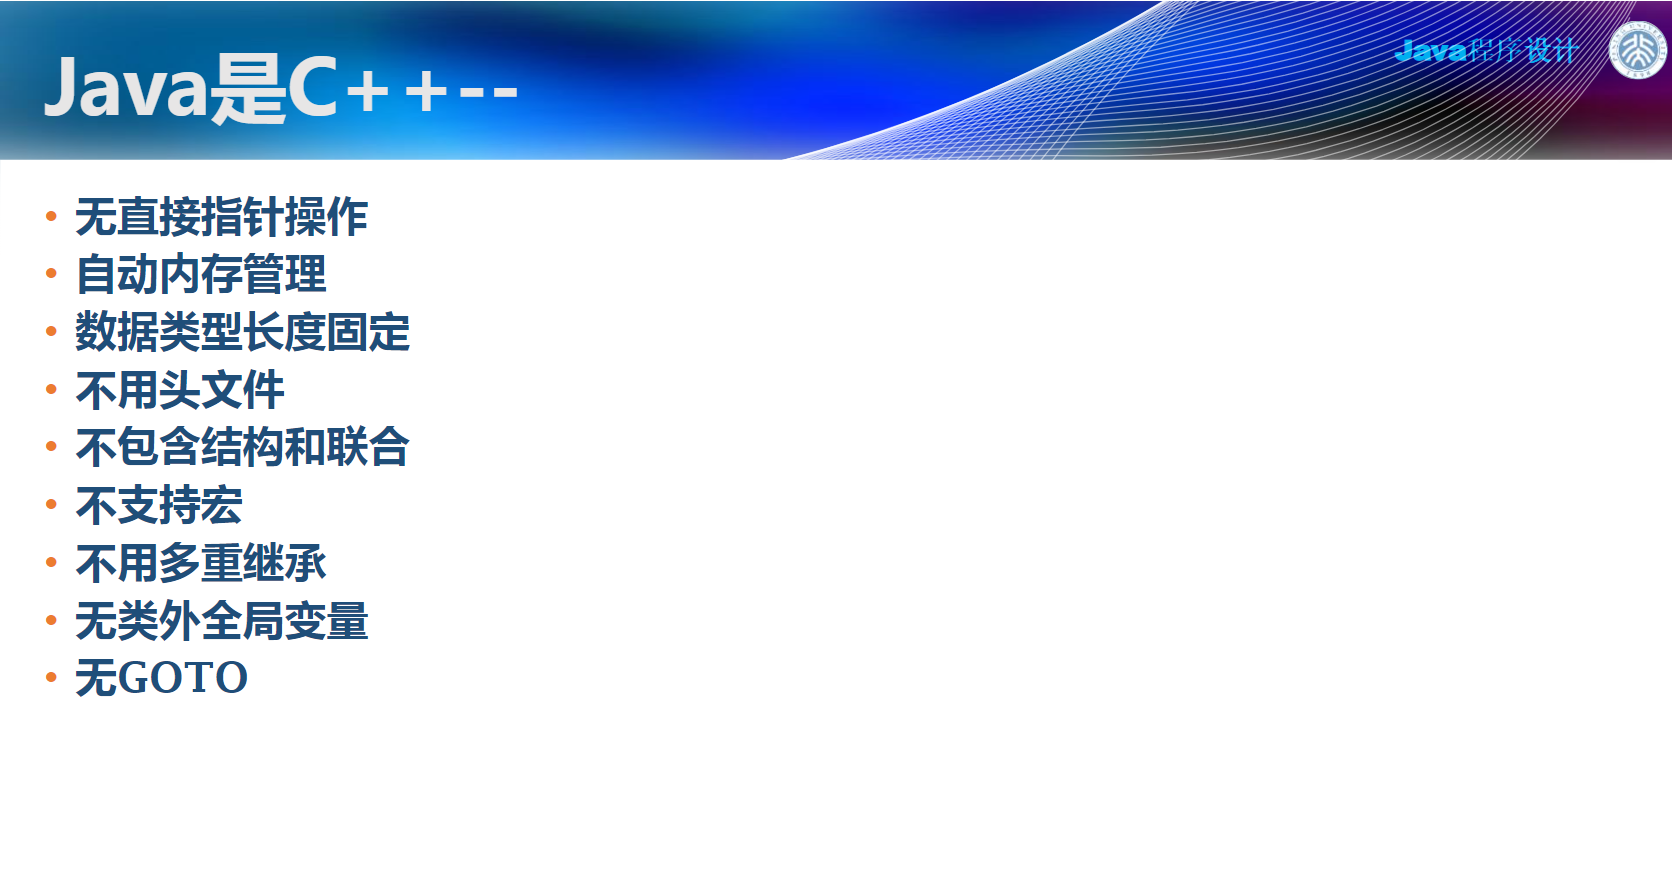 Java是C++--
Java程序设计
• 无直接指针操作
• 自动内存管理
• 数据类型长度固定
• 不用头文件
• 不包含结构和联合
• 不支持宏
• 不用多重继承
• 无类外全局变量
• 无GOTO